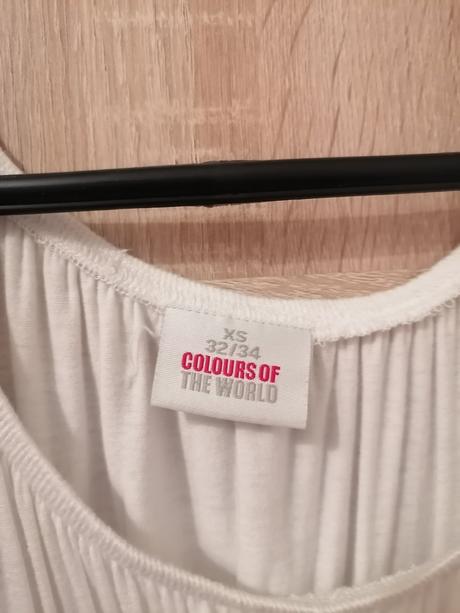 XS
32/34
COLOURS OF
THE WORLD